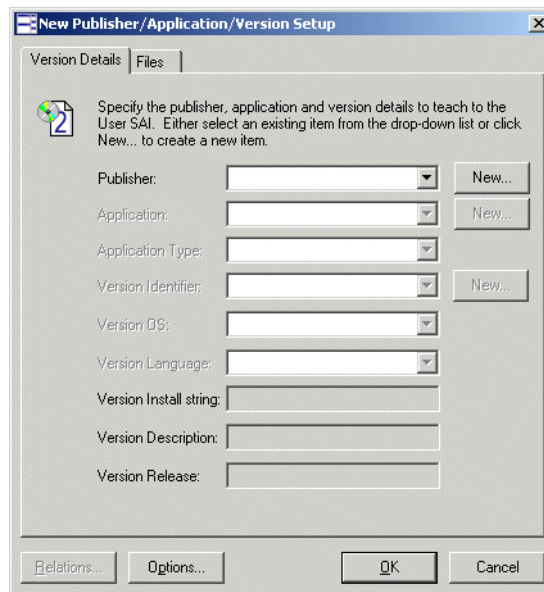 New Publisher/Application/Version Setup
Version Details
Files
Specify the publisher, application and version details to teach to the
User SAI. Either select an existing item from the drop-down list or click
New... to create a new item.
Publisher:
New...
Application:
New...
Application Type:
Version Identifier:
New...
Version OS:
Version Language:
Version Install string:
Version Description:
Version Release:
Relations...
Options...
OK
Cancel